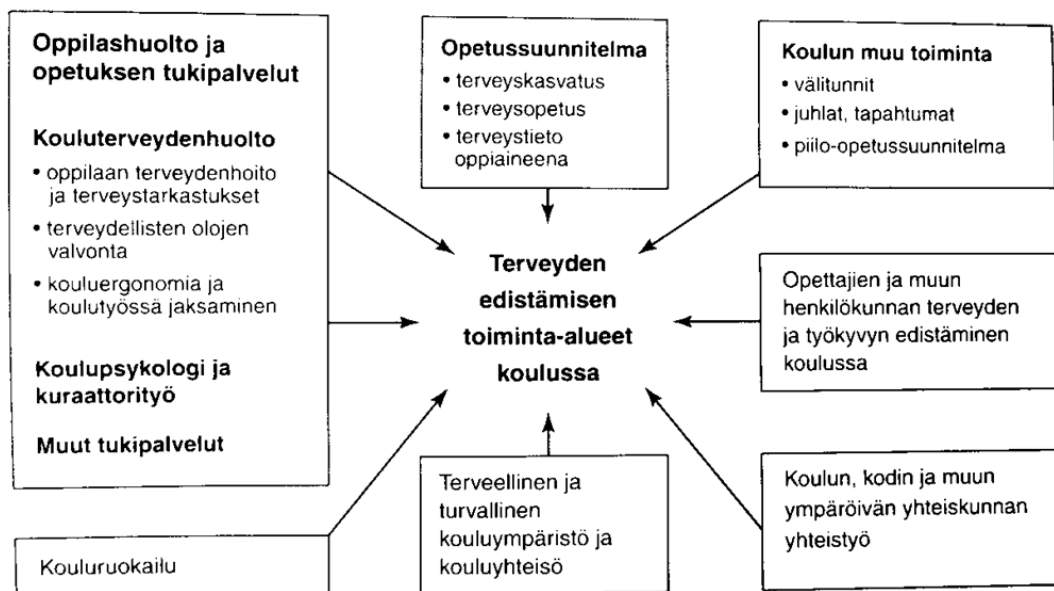 Oppilashuolto ja
opetuksen tukipalvelut
Kouluterveydenhuolto
• oppilaan terveydenhoito
ja terveystarkastukset
• terveydellisten olojen
valvonta
• kouluergonomia ja
koulutyössä jaksaminen
Koulupsykologi ja
kuraattorityö
Muut tukipalvelut
Opetussuunnitelma
• terveyskasvatus
• terveysopetus
• terveystieto
oppiaineena
Koulun muu toiminta
• välitunnit
• juhlat, tapahtumat
• piilo-opetussuunnitelma
Terveyden
edistämisen
toiminta-alueet
koulussa
Opettajien ja muun
henkilökunnan terveyden
ja työkyvyn edistäminen
koulussa
Kouluruokailu
Terveellinen ja
turvallinen
kouluympäristö ja
kouluyhteisö
Koulun, kodin ja muun
ympäröivän yhteiskunnan
yhteistyö